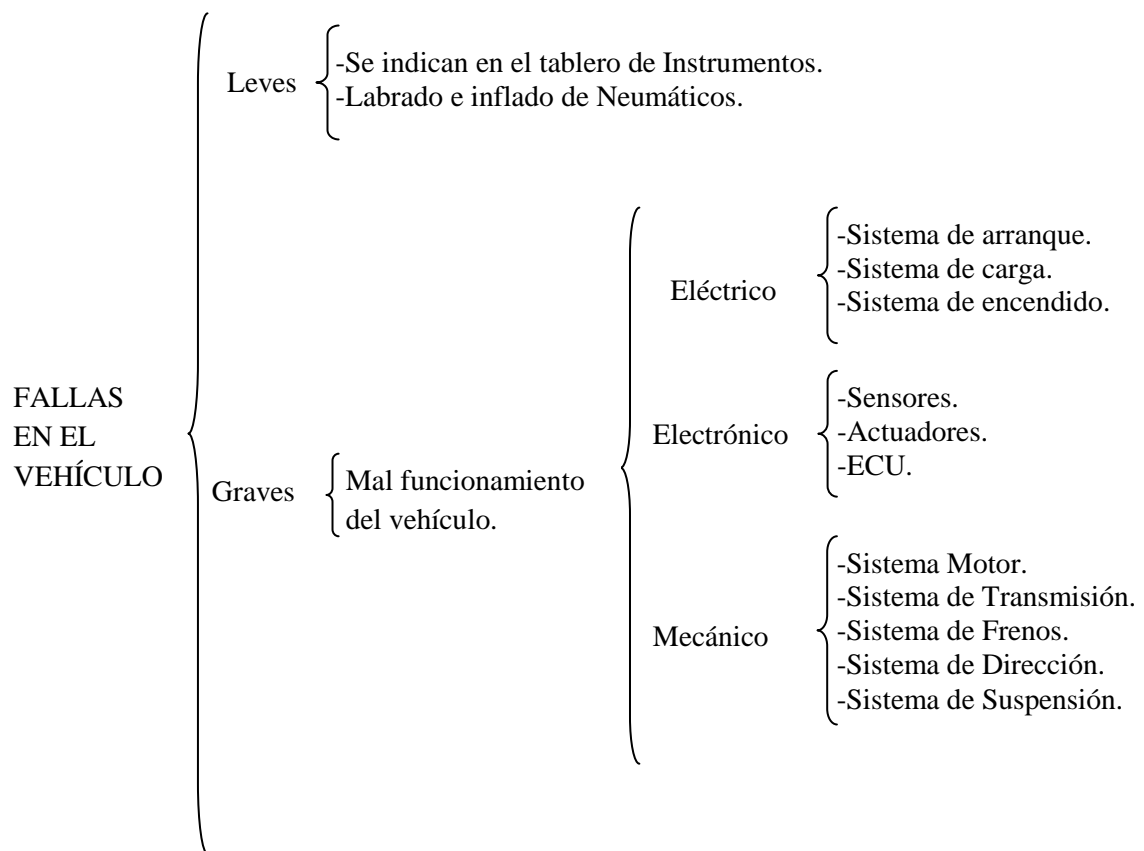 FALLAS
EN EL
VEHÍCULO
Leves
-Se indican en el tablero de Instrumentos.
-Labrado e inflado de Neumáticos.
Graves
Mal funcionamiento
del vehículo.
Eléctrico
-Sistema de arranque.
-Sistema de carga.
-Sistema de encendido.
Electrónico
-Sensores.
-Actuadores.
-ECU.
Mecánico
-Sistema Motor.
-Sistema de Transmisión.
-Sistema de Frenos.
-Sistema de Dirección.
-Sistema de Suspensión.